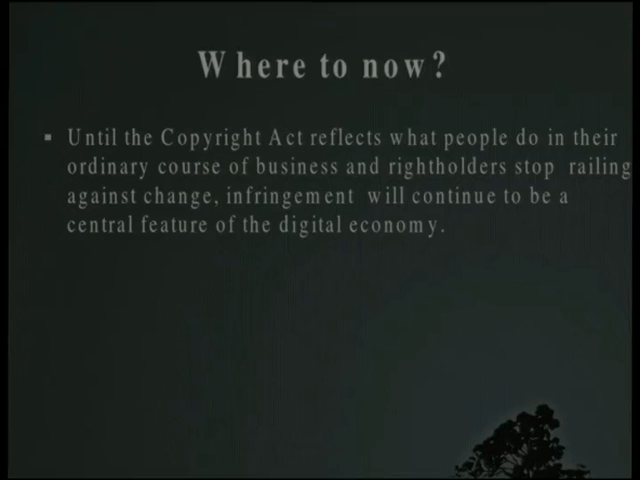 Where to now?
▪ Until the Copyright Act reflects what people do in their
ordinary course of business and rightholders stop railing
against change, infringement will continue to be a
central feature of the digital economy.